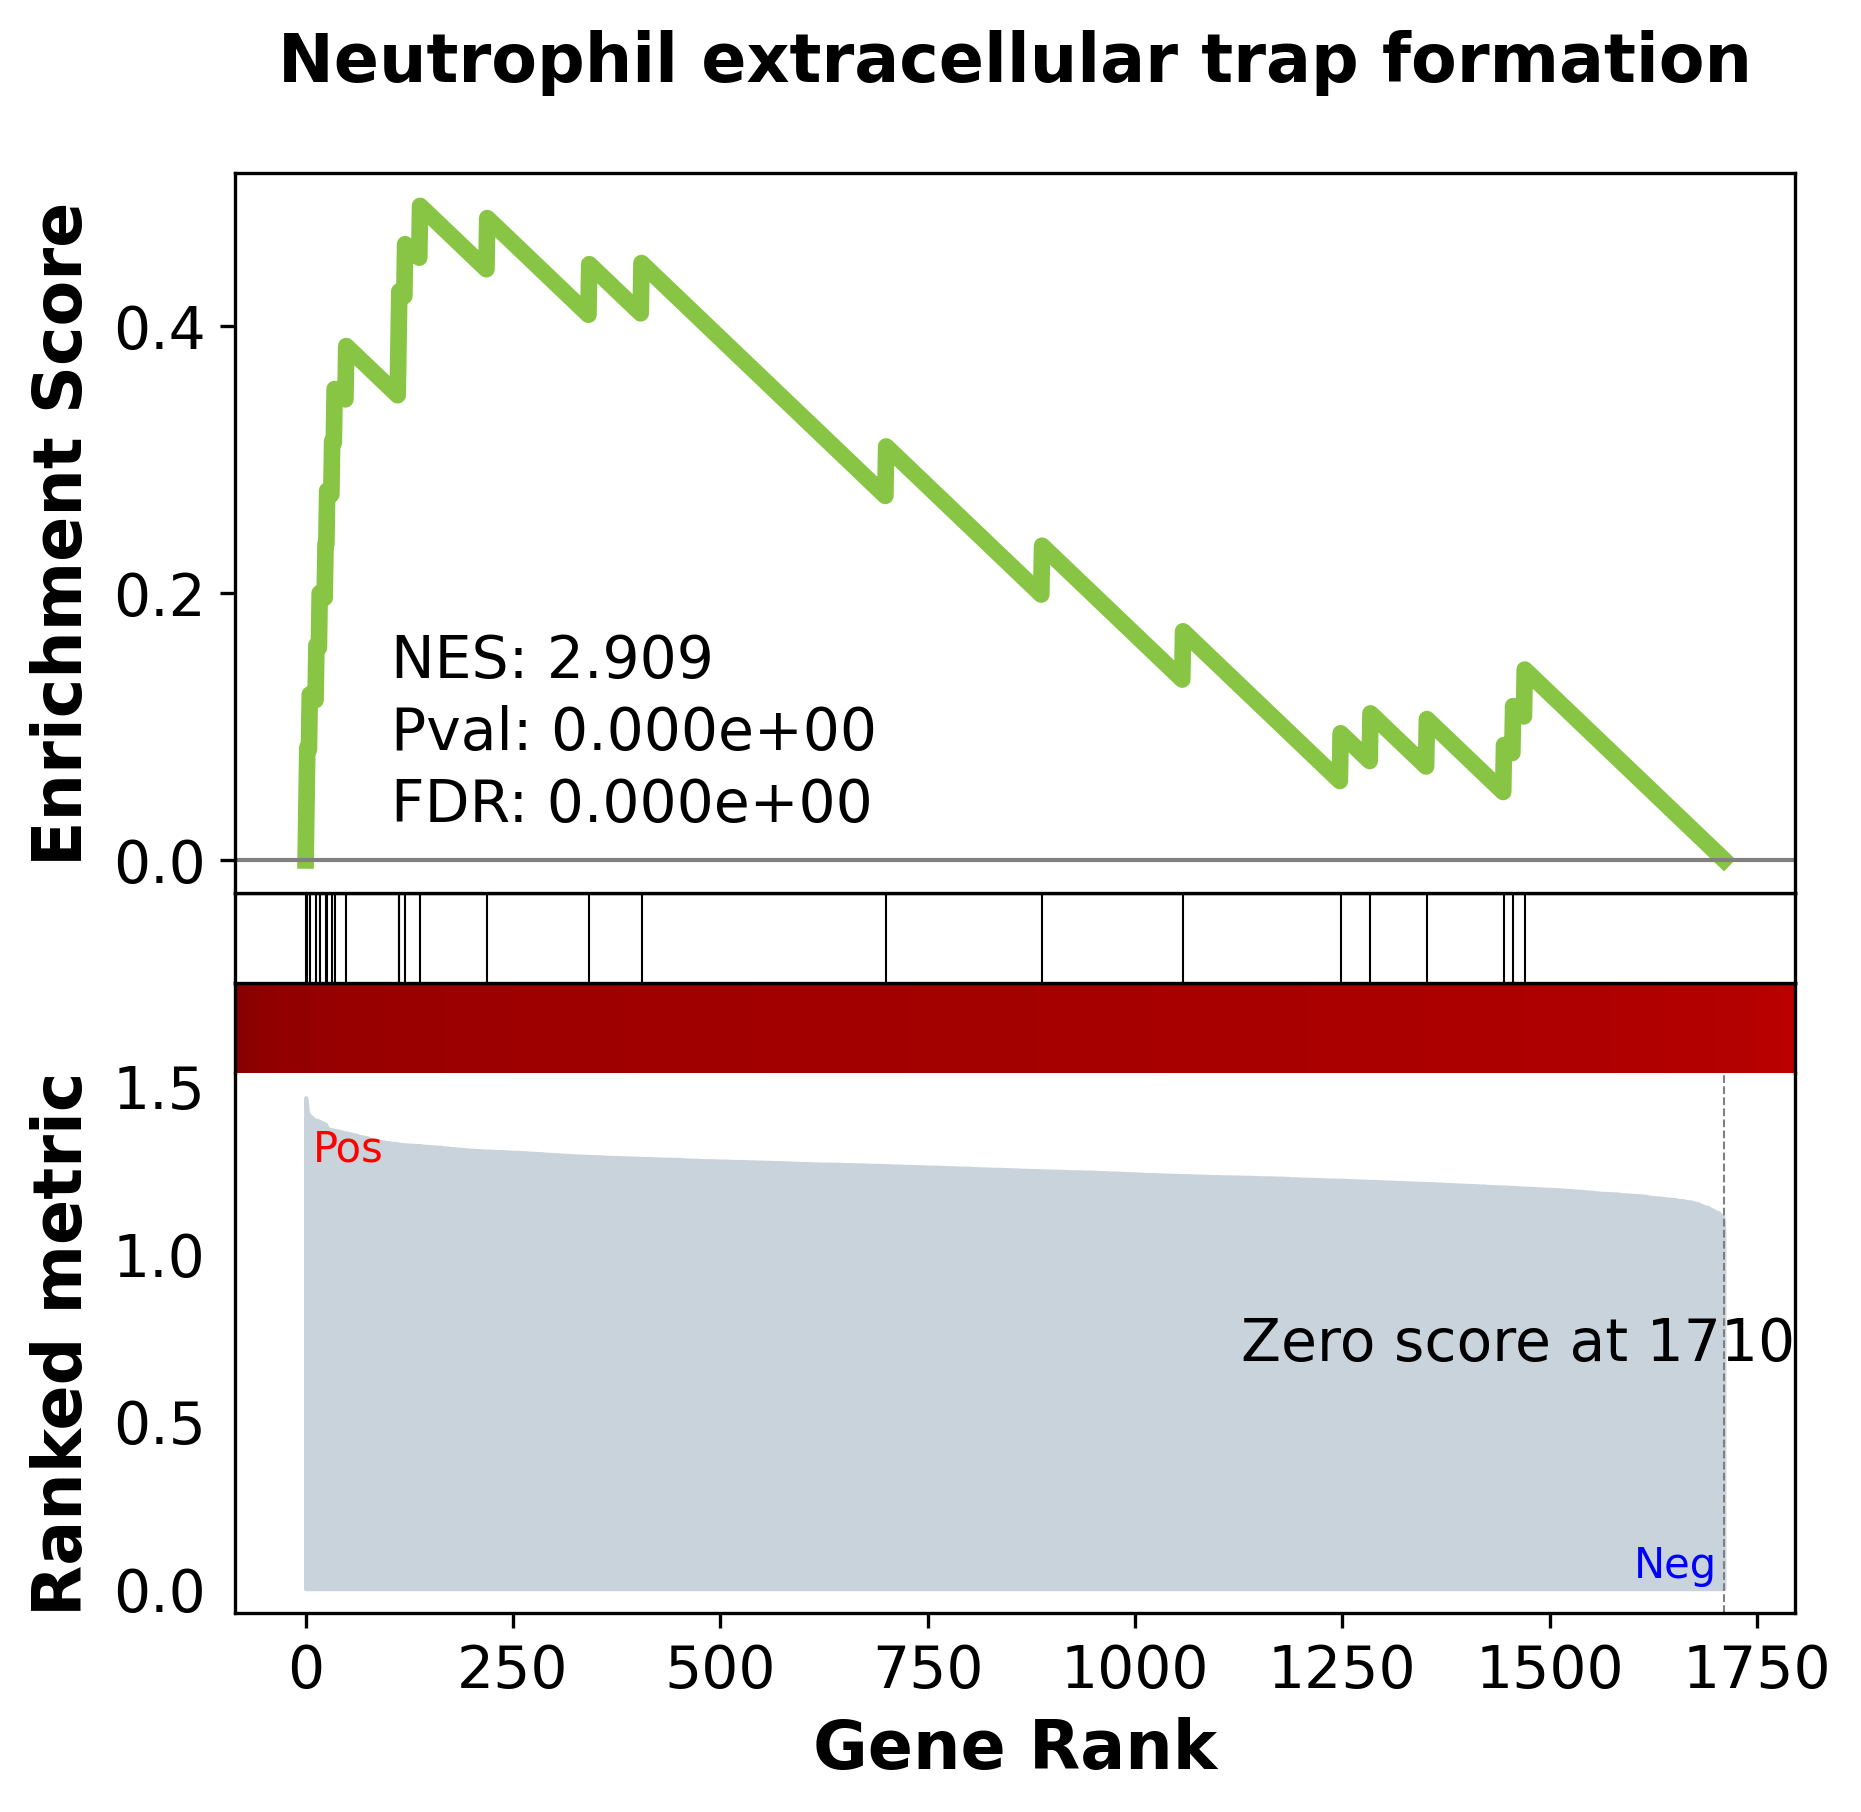 Neutrophil extracellular trap formation
Enrichment Score
0.4
0.2
0.0
NES: 2.909
Pval: 0.000e+00
FDR: 0.000e+00
Ranked metric
1.5
1.0
0.5
0.0
Pos
Zero score at 1710
Neg
0 250 500 750 1000 1250 1500 1750
Gene Rank